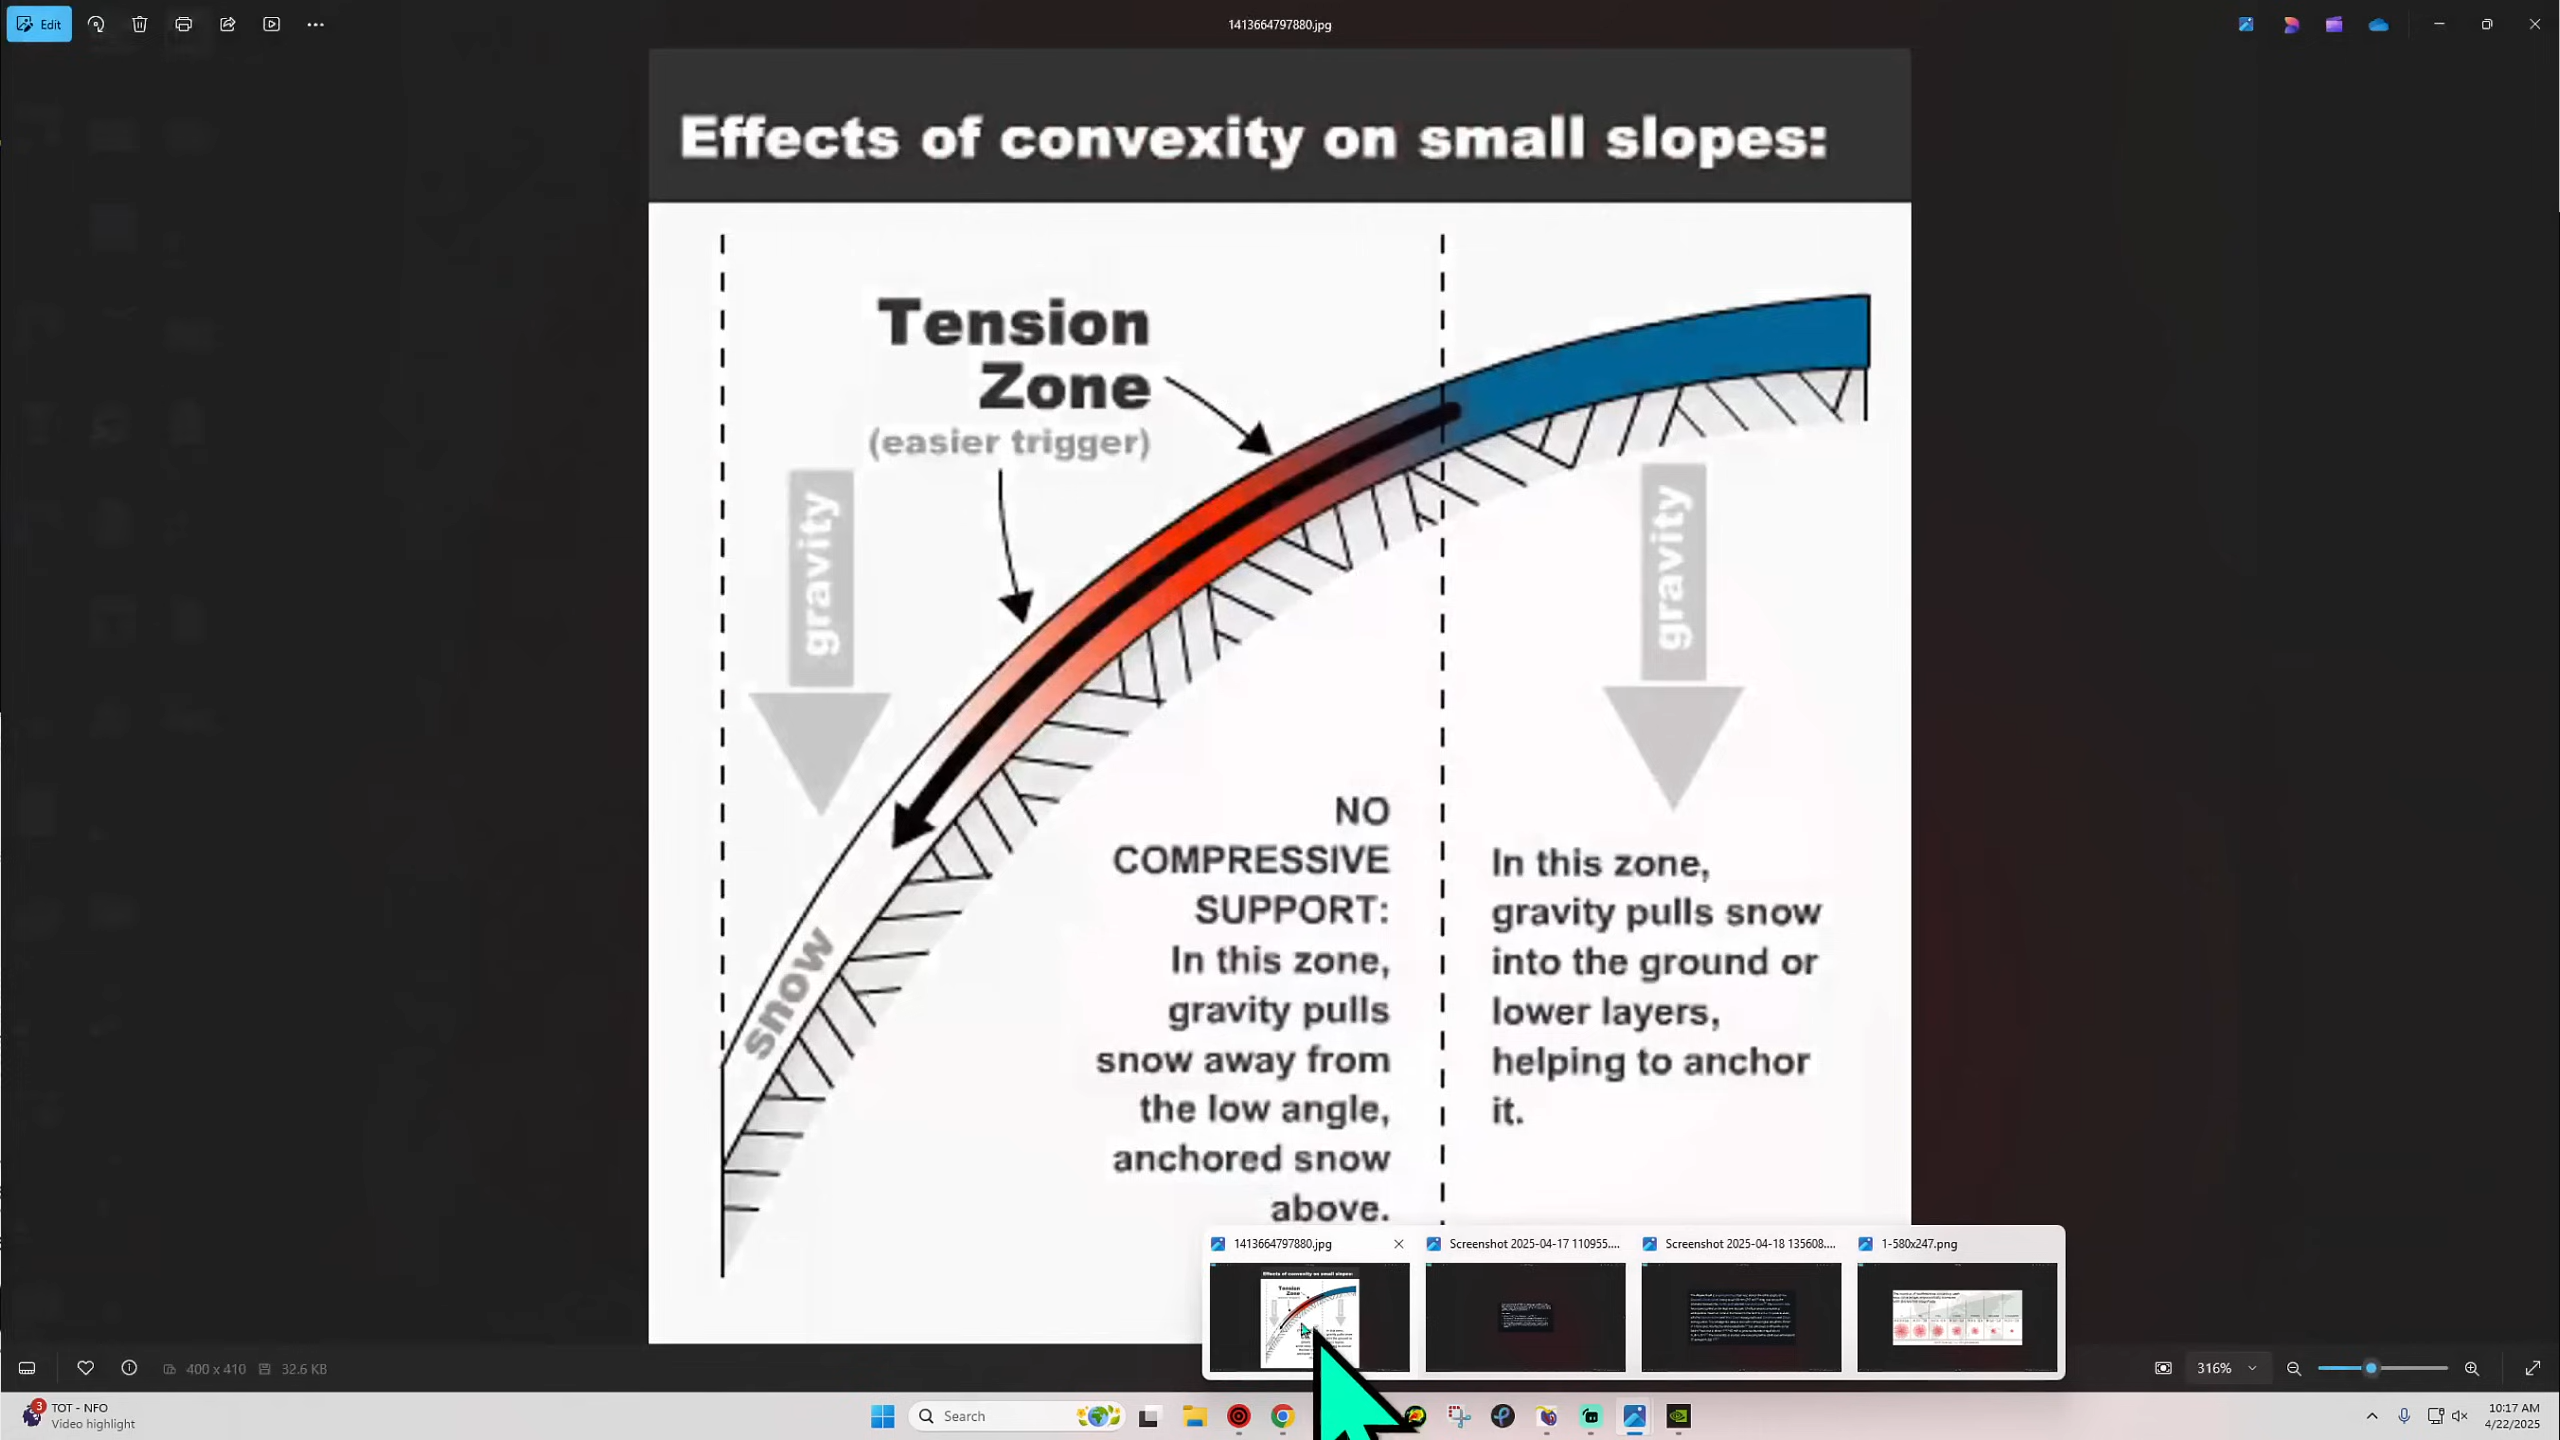 Edit
1413664797880.jpg
Effects of convexity on small slopes:
Tension
Zone
(easier trigger)
gravity
gravity
snow
NO
COMPRESSIVE
SUPPORT:
In this zone,
gravity pulls
snow away from
the low angle,
anchored snow
above.
In this zone,
gravity pulls snow
into the ground or
lower layers,
helping to anchor
it.
1413664797880.jpg
Screenshot 2025-04-17 110955....
Screenshot 2025-04-18 135608....
1-580x247.png
400 x 410
32.6 KB
316%
3
TOT - NFO
Video highlight
Search
10:17 AM
4/22/2025